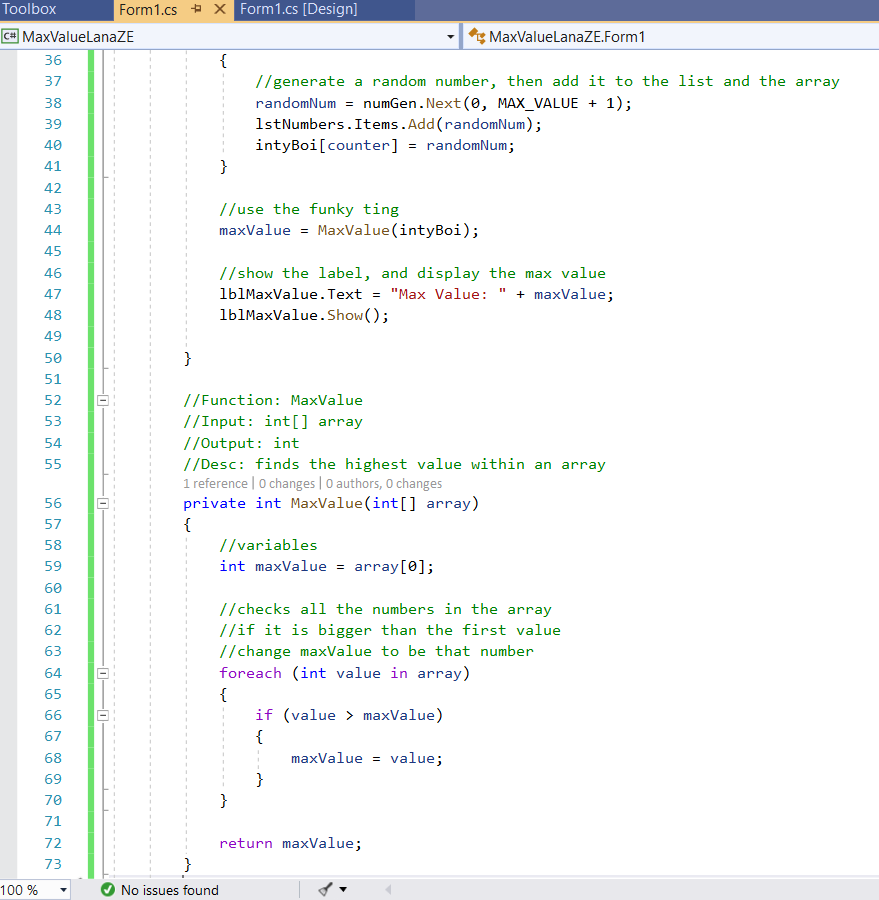 Toolbox Form1.cs Form1.cs [Design]
C# MaxValueLanaZE MaxValueLanaZE.Form1
36 {
37 //generate a random number, then add it to the list and the array
38 randomNum = numGen.Next(0, MAX_VALUE + 1);
39 lstNumbers.Items.Add(randomNum);
40 intyBoi[counter] = randomNum;
41 }
42
43 //use the funky ting
44 maxValue = MaxValue(intyBoi);
45
46 //show the label, and display the max value
47 lblMaxValue.Text = "Max Value: " + maxValue;
48 lblMaxValue.Show();
49
50 }
51
52 //Function: MaxValue
53 //Input: int[] array
54 //Output: int
55 //Desc: finds the highest value within an array
1 reference | 0 changes | 0 authors, 0 changes
56 private int MaxValue(int[] array)
57 {
58 //variables
59 int maxValue = array[0];
60
61 //checks all the numbers in the array
62 //if it is bigger than the first value
63 //change maxValue to be that number
64 foreach (int value in array)
65 {
66 if (value > maxValue)
67 {
68 maxValue = value;
69 }
70 }
71
72 return maxValue;
73 }
100 % No issues found